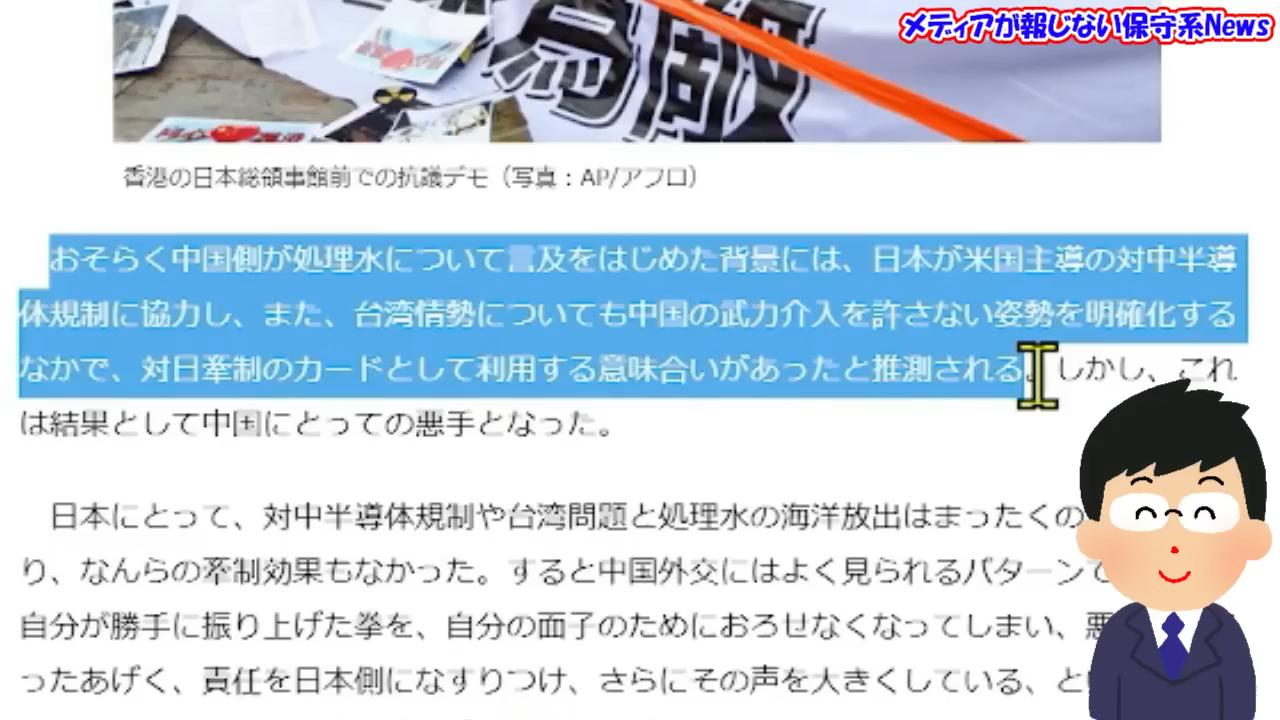 メディアが報じない保守系News
香港の日本総領事館前での抗議デモ（写真：AP/アフロ）
おそらく中国側が処理水について言及をはじめた背景には、日本が米国主導の対中半導
体規制に協力し、また、台湾情勢についても中国の武力介入を許さない姿勢を明確化する
なかで、対日牽制のカードとして利用する意味合いがあったと推測される。しかし、これ
は結果として中国にとっての悪手となった。
日本にとって、対中半導体規制や台湾問題と処理水の海洋放出はまったくの
り、なんらの牽制効果もなかった。すると中国外交にはよく見られるパターンで
自分が勝手に振り上げた拳を、自分の面子のためにおろせなくなってしまい、悪
ったあげく、責任を日本側になすりつけ、さらにその声を大きくしている、とい